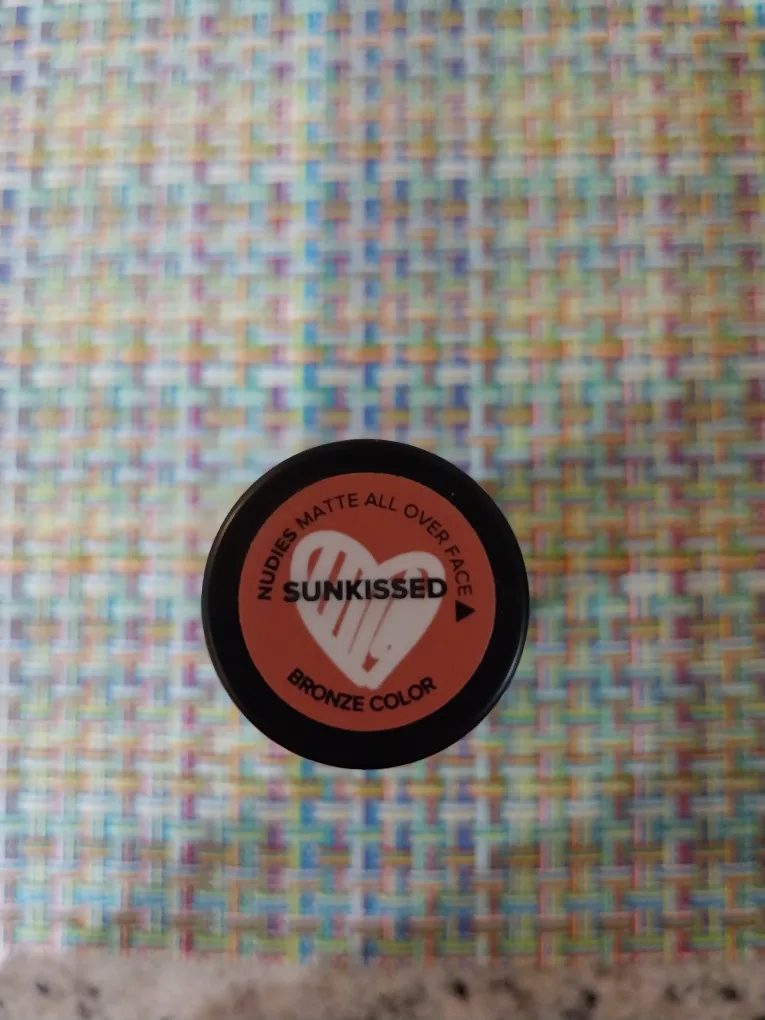 NUDIES MATTE ALL OVER FACE
SUNKISSED
BRONZE COLOR